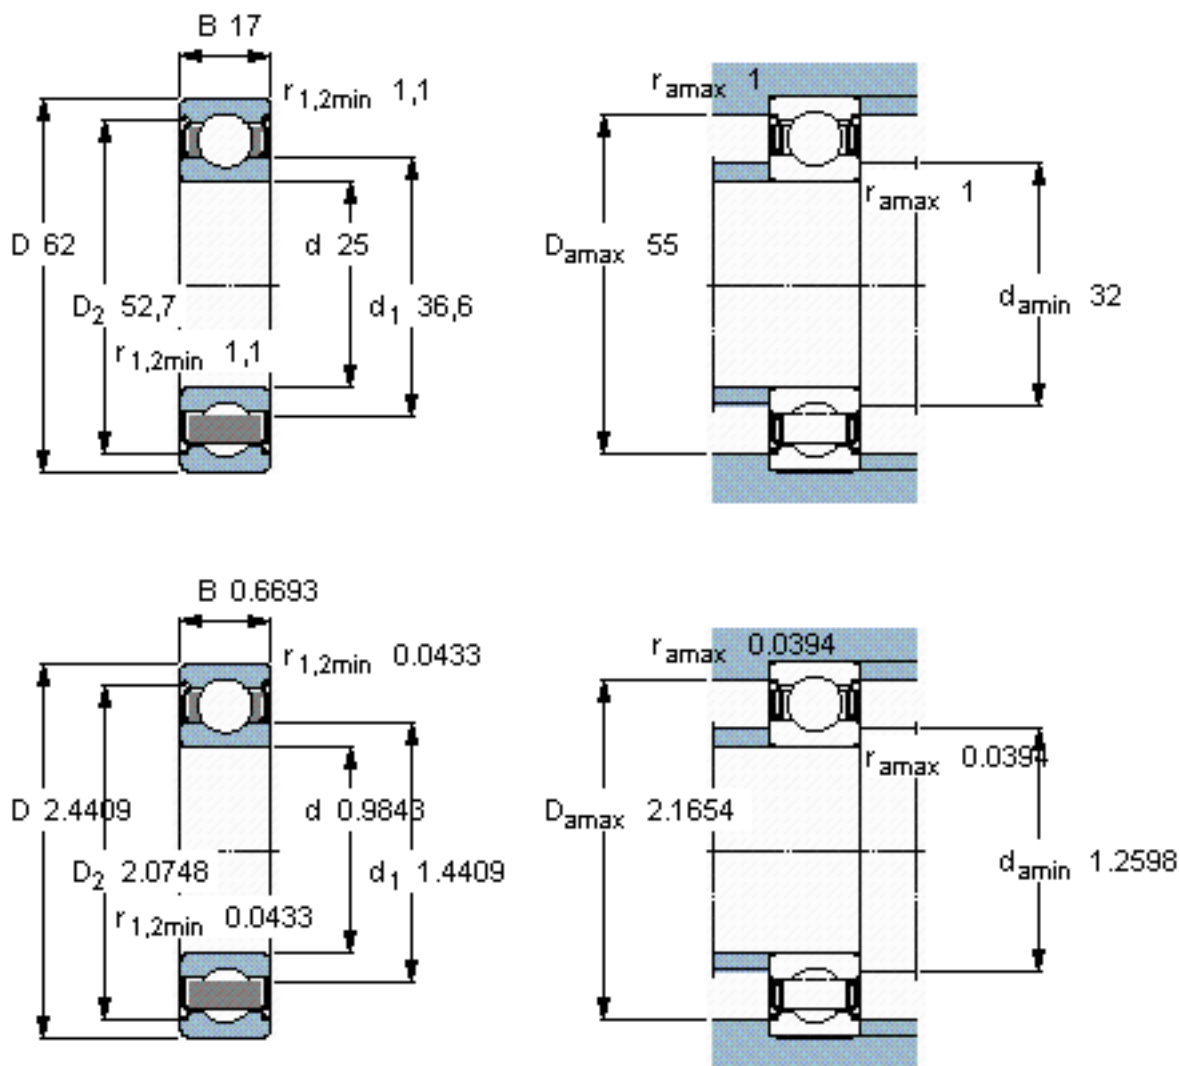 B 17
r1,2min 1,1
ramax 1
ramax 1
D 62
d 25
Damax 55
D2 52,7
d1 36,6
damin 32
r1,2min 1,1
B 0.6693
r1,2min 0.0433
ramax 0.0394
ramax 0.0394
D 2.4409
d 0.9843
Damax 2.1654
D2 2.0748
d1 1.4409
damin 1.2598
r1,2min 0.0433